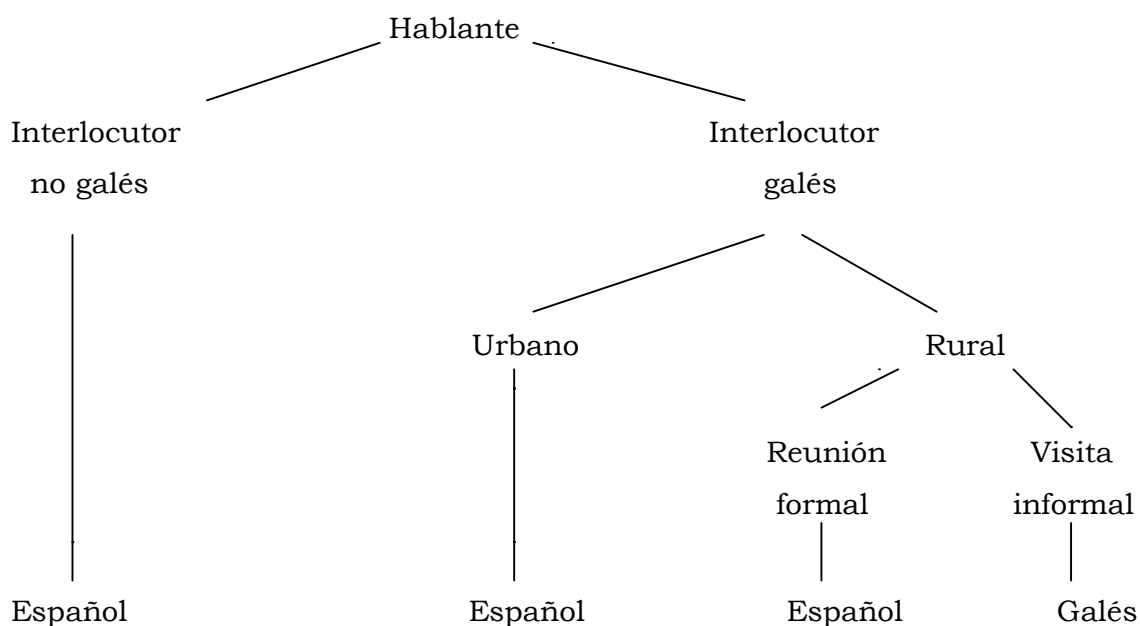 Hablante
Interlocutor
no galés
Interlocutor
galés
Urbano
Rural
Reunión
formal
Visita
informal
Español
Español
Español
Galés